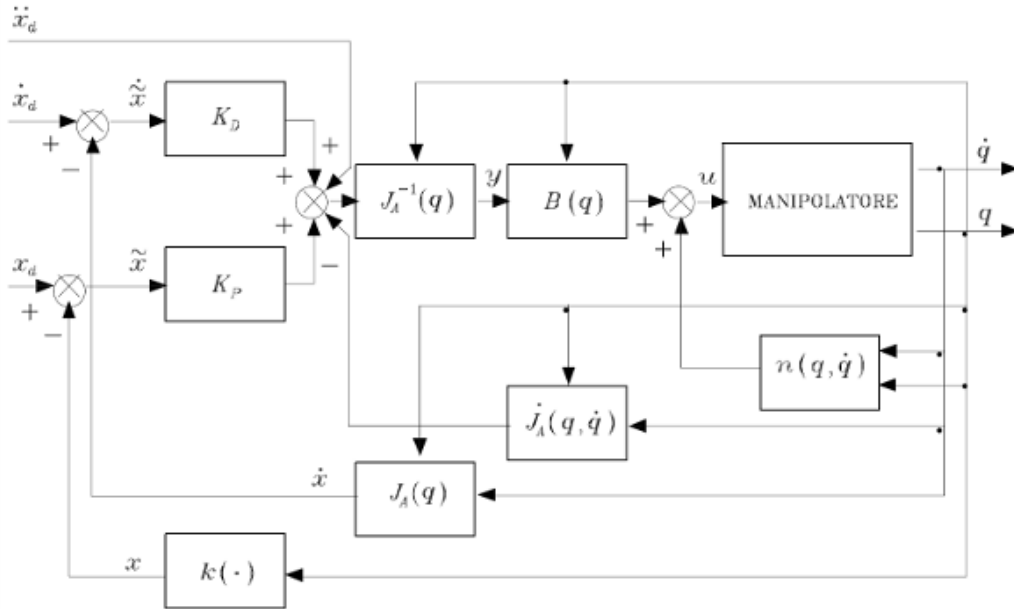 ẍ_d
ẋ_d
+
−
x̃̇
K_D
+
+
+
−
J_A^{-1}(q)
y
B(q)
+
+
u
MANIPOLATORE
q̇
q
x_d
+
−
x̃
K_P
n(q, q̇)
J̇_A(q, q̇)
ẋ
J_A(q)
x
k(·)